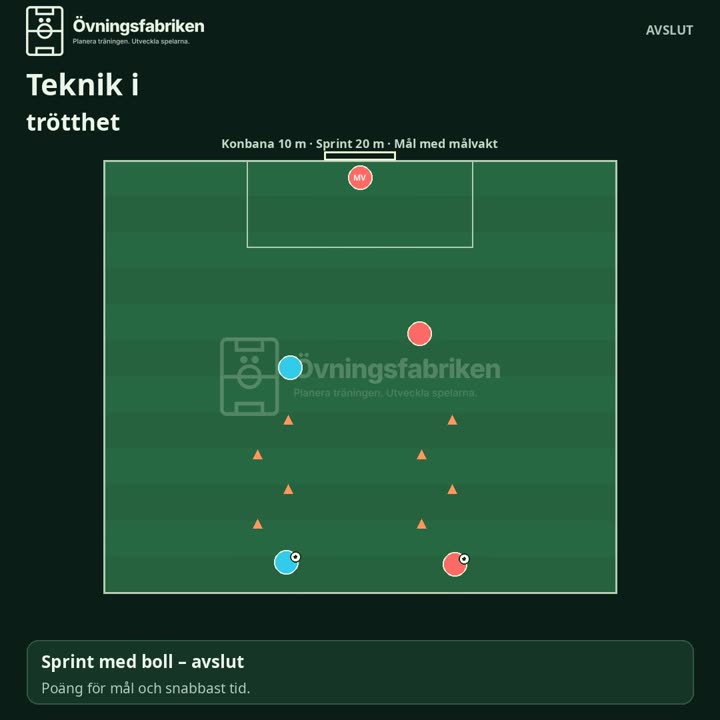 Övningsfabriken
Planera träningen. Utveckla spelarna.
AVSLUT
Teknik i
trötthet
Konbana 10 m · Sprint 20 m · Mål med målvakt
MV
Övningsfabriken
Planera träningen. Utveckla spelarna.
Sprint med boll – avslut
Poäng för mål och snabbast tid.